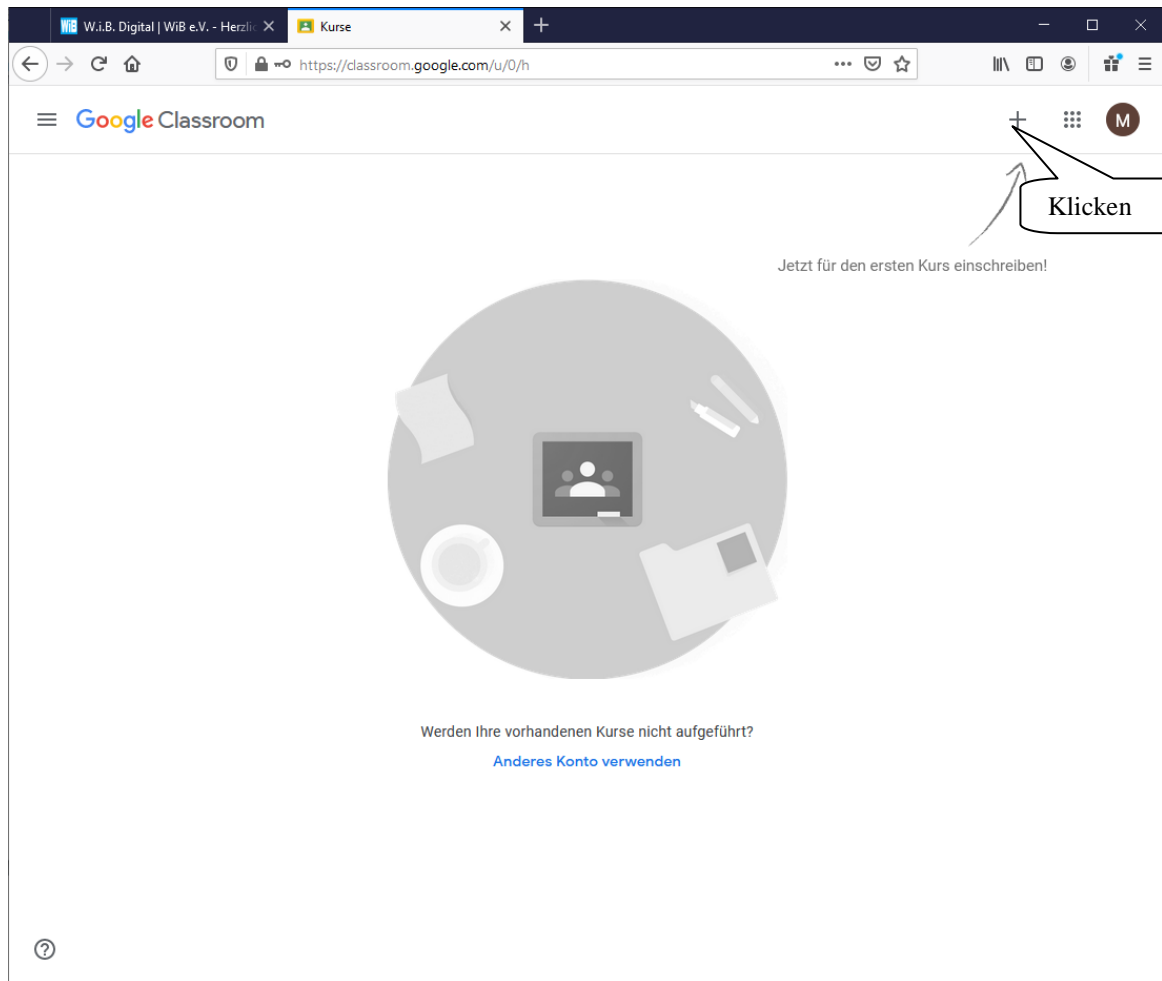 WiB W.i.B. Digital | WiB e.V. - Herzlic
Kurse
https://classroom.google.com/u/0/h
Google Classroom
M
Klicken
Jetzt für den ersten Kurs einschreiben!
Werden Ihre vorhandenen Kurse nicht aufgeführt?
Anderes Konto verwenden